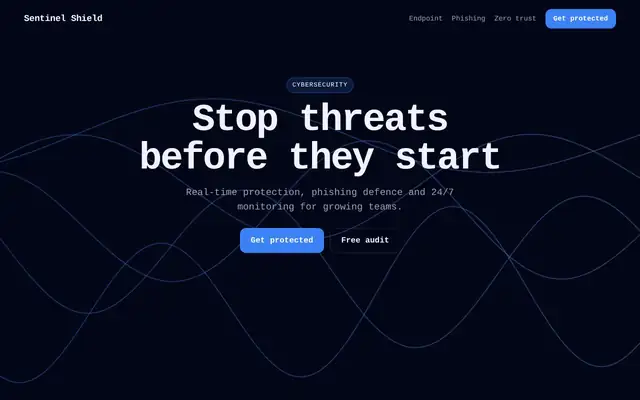 Sentinel Shield
Endpoint Phishing Zero trust Get protected
CYBERSECURITY
Stop threats
before they start
Real-time protection, phishing defence and 24/7
monitoring for growing teams.
Get protected Free audit